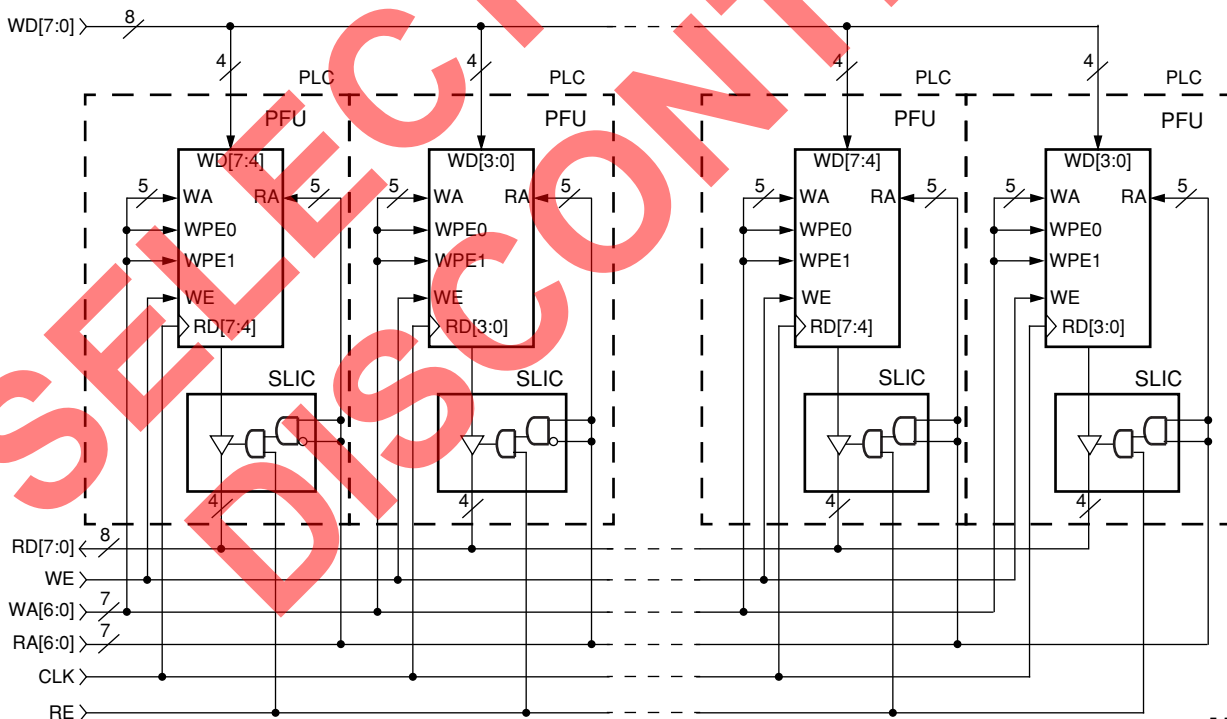 WD[7:0] 8
4 4 4 4
PLC PLC PLC PLC
PFU PFU PFU PFU
WD[7:4] WD[3:0] WD[7:4] WD[3:0]
5 WA RA 5 5 WA RA 5 5 WA RA 5 5 WA RA 5
WPE0 WPE0 WPE0 WPE0
WPE1 WPE1 WPE1 WPE1
WE WE WE WE
RD[7:4] RD[3:0] RD[7:4] RD[3:0]
SLIC SLIC SLIC SLIC
4 4 4 4
RD[7:0] 8
WE
WA[6:0] 7
RA[6:0] 7
CLK
RE
SELECT
DISCONT